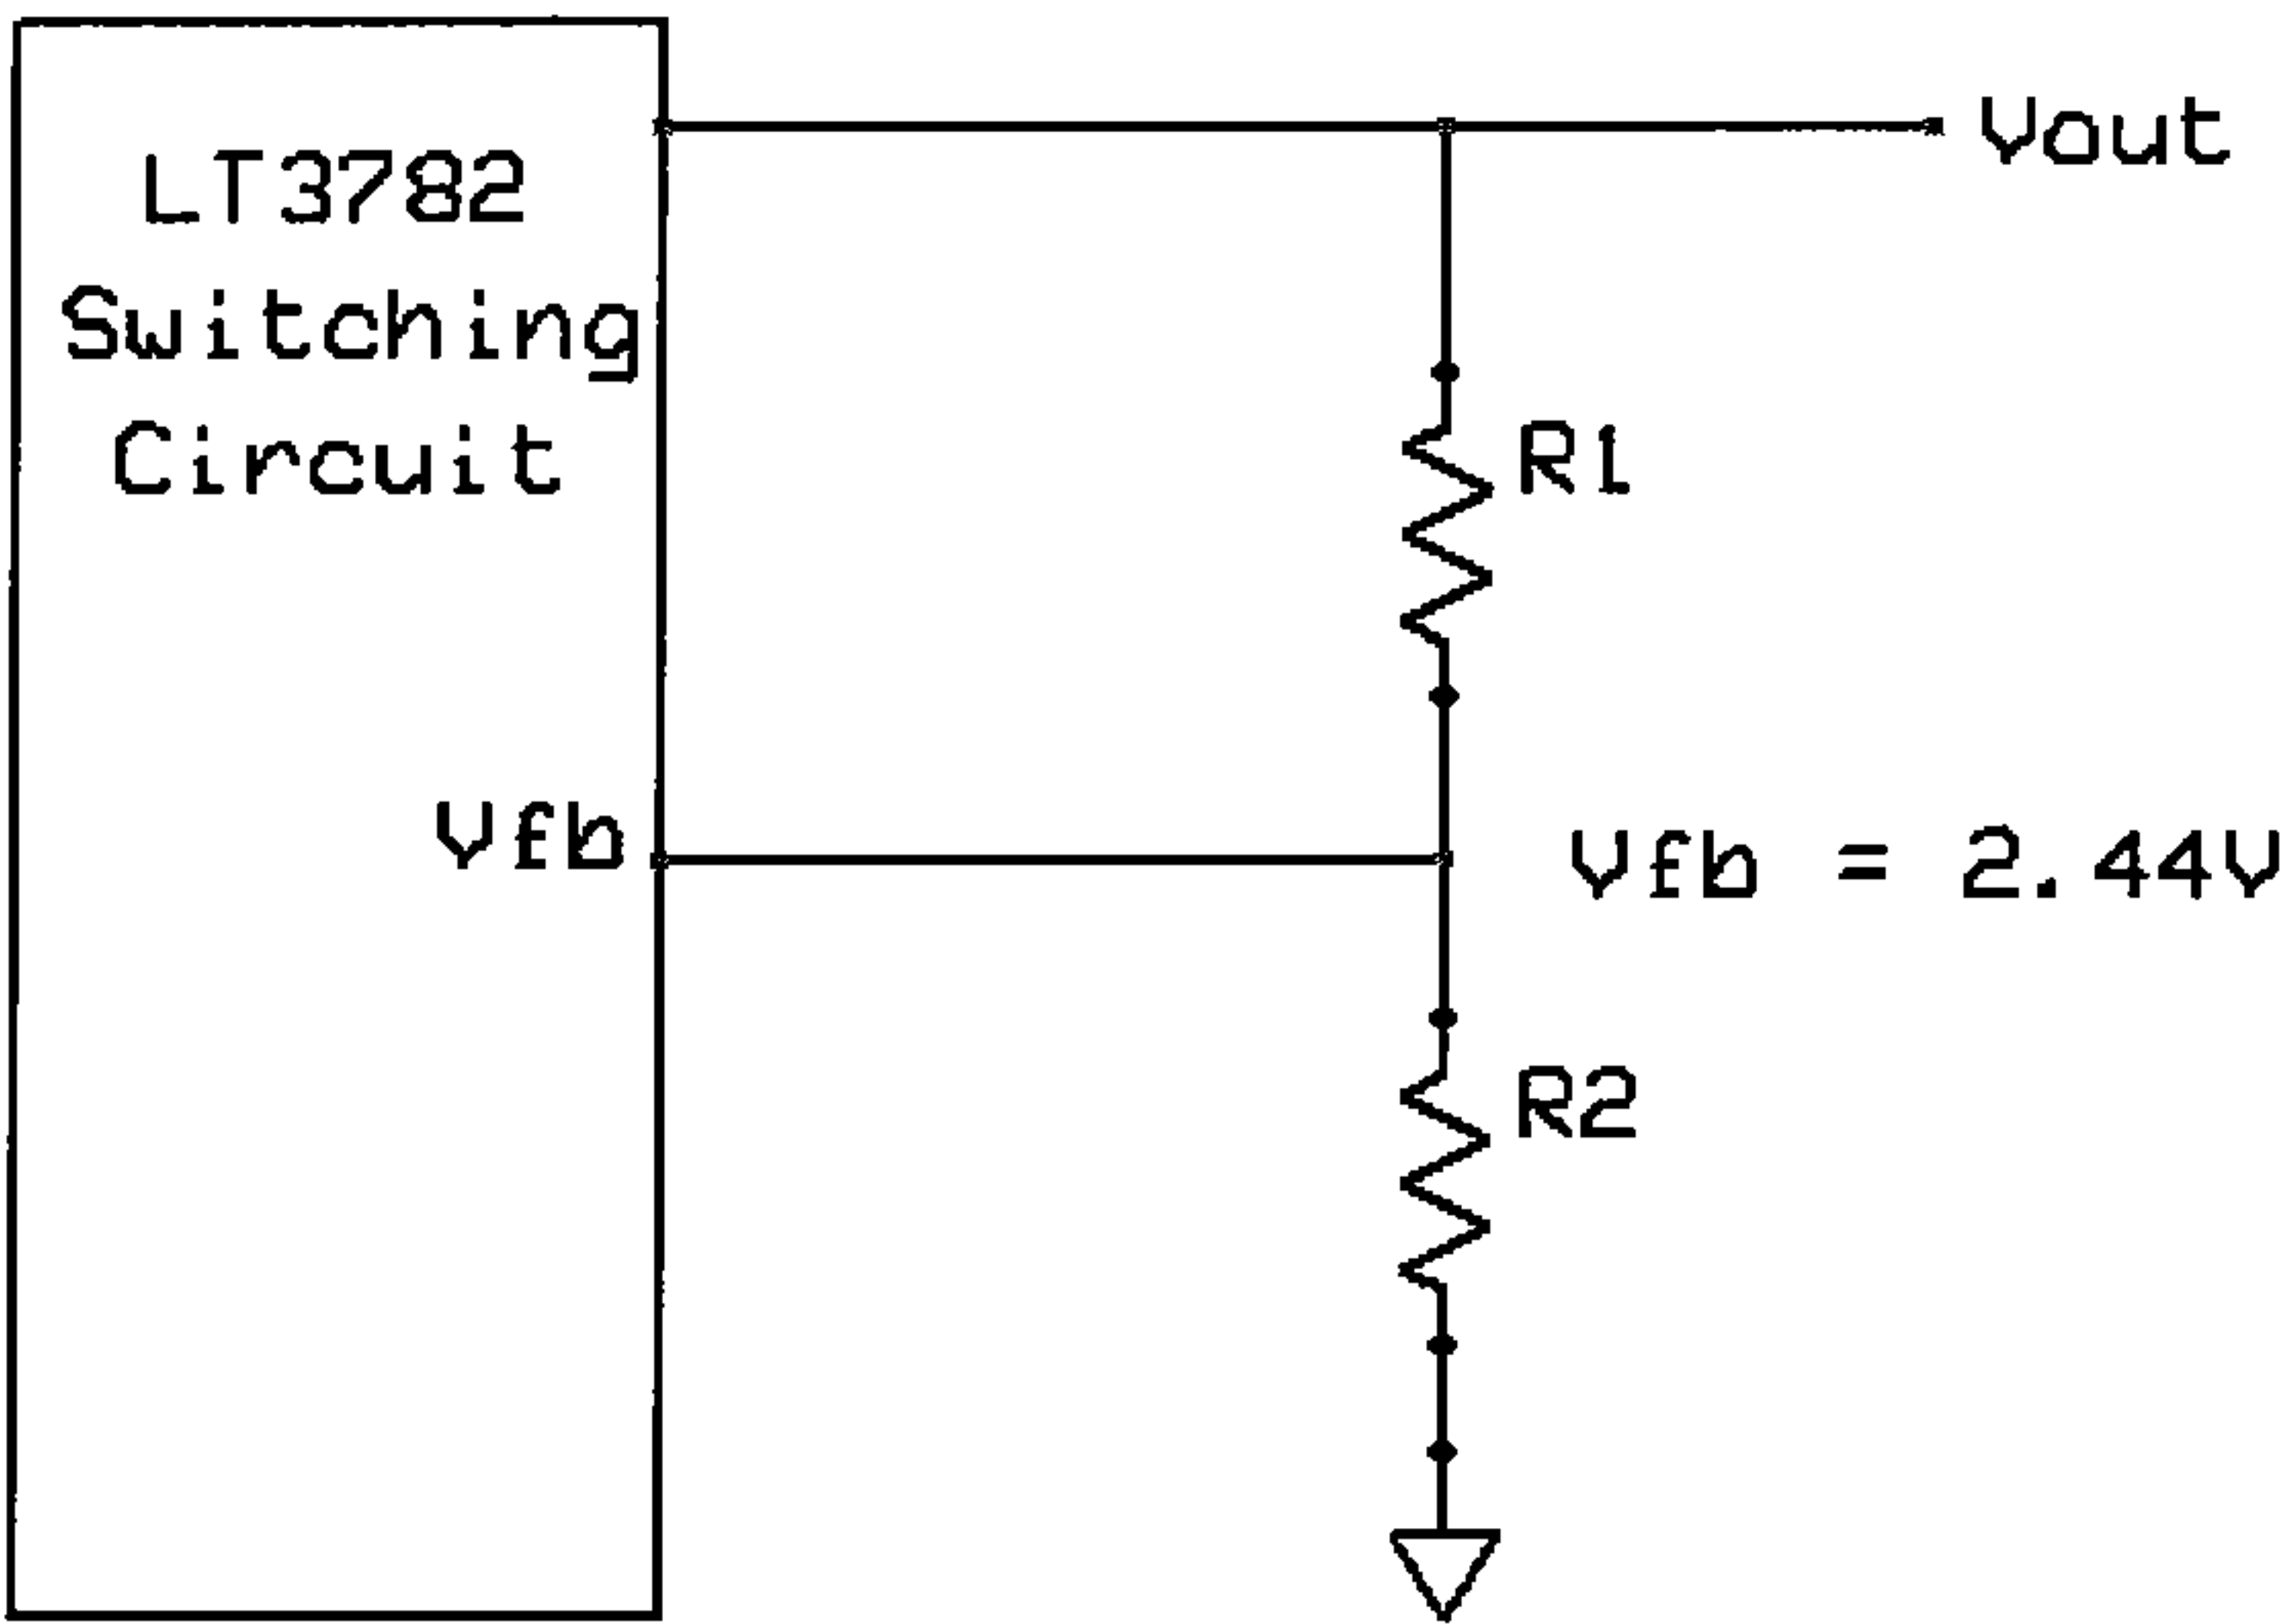 LT3782
Switching
Circuit
Vout
R1
Vfb
Vfb = 2.44V
R2